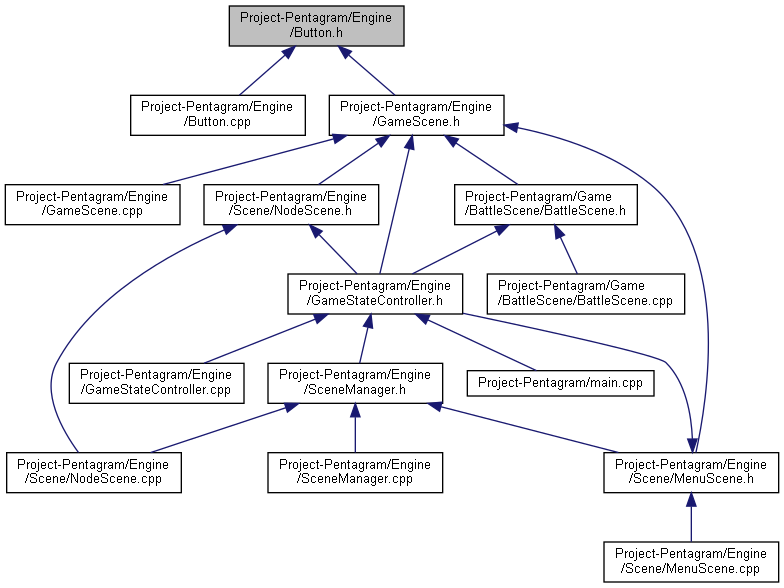 Project-Pentagram/Engine
/Button.h
Project-Pentagram/Engine
/Button.cpp
Project-Pentagram/Engine
/GameScene.h
Project-Pentagram/Engine
/GameScene.cpp
Project-Pentagram/Engine
/Scene/NodeScene.h
Project-Pentagram/Game
/BattleScene/BattleScene.h
Project-Pentagram/Engine
/GameStateController.h
Project-Pentagram/Game
/BattleScene/BattleScene.cpp
Project-Pentagram/Engine
/GameStateController.cpp
Project-Pentagram/Engine
/SceneManager.h
Project-Pentagram/main.cpp
Project-Pentagram/Engine
/Scene/NodeScene.cpp
Project-Pentagram/Engine
/SceneManager.cpp
Project-Pentagram/Engine
/Scene/MenuScene.h
Project-Pentagram/Engine
/Scene/MenuScene.cpp